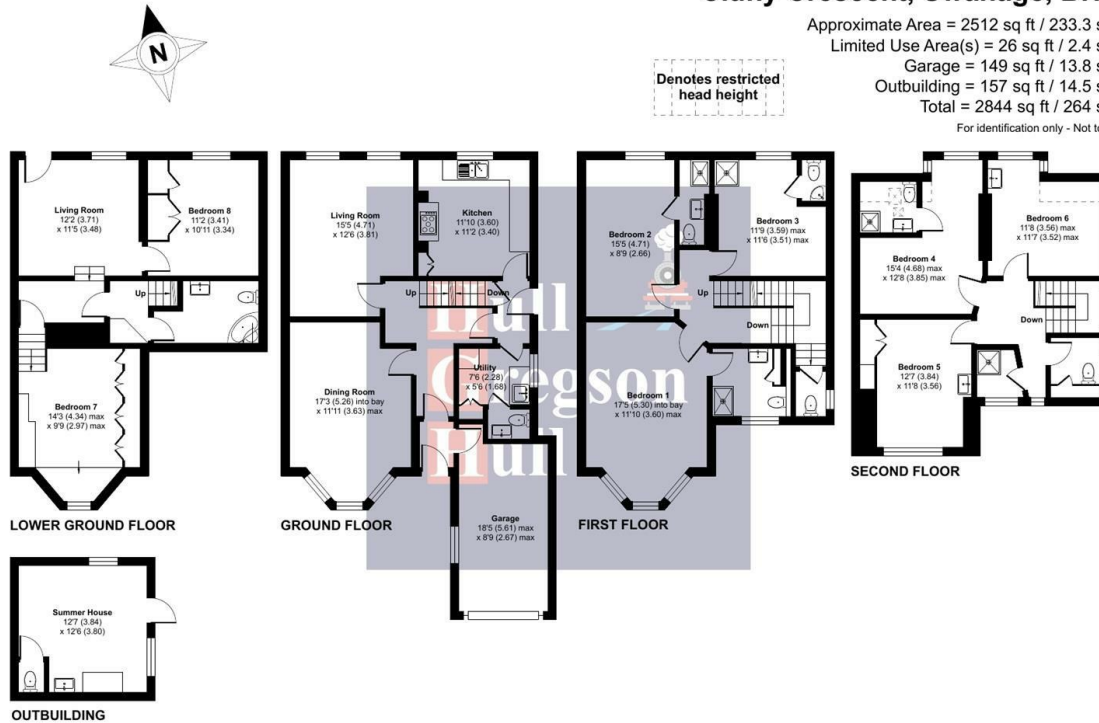 Approximate Area = 2512 sq ft / 233.3 s
Limited Use Area(s) = 26 sq ft / 2.4 s
Garage = 149 sq ft / 13.8 s
Outbuilding = 157 sq ft / 14.5 s
Total = 2844 sq ft / 264 s
For identification only - Not to
N
Denotes restricted
head height
Living Room
12'2 (3.71)
x 11'5 (3.48)
Bedroom 8
11'2 (3.41)
x 10'11 (3.34)
Up
Bedroom 7
14'3 (4.34) max
x 9'9 (2.97) max
LOWER GROUND FLOOR
Living Room
15'5 (4.71)
x 12'6 (3.81)
Kitchen
11'10 (3.60)
x 11'2 (3.40)
Up
Down
Utility
7'6 (2.28)
x 5'6 (1.68)
Dining Room
17'3 (5.26) into bay
x 11'11 (3.63) max
Garage
18'5 (5.61) max
x 8'9 (2.67) max
GROUND FLOOR
Bedroom 2
15'5 (4.71)
x 8'9 (2.66)
Bedroom 3
11'9 (3.59) max
x 11'6 (3.51) max
Up
Down
Bedroom 1
17'5 (5.30) into bay
x 11'10 (3.60) max
FIRST FLOOR
Bedroom 6
11'8 (3.56) max
x 11'7 (3.52) max
Bedroom 4
15'4 (4.68) max
x 12'8 (3.85) max
Down
Bedroom 5
12'7 (3.84)
x 11'8 (3.56)
SECOND FLOOR
Hull
Gregson
Hull
Summer House
12'7 (3.84)
x 12'6 (3.80)
OUTBUILDING